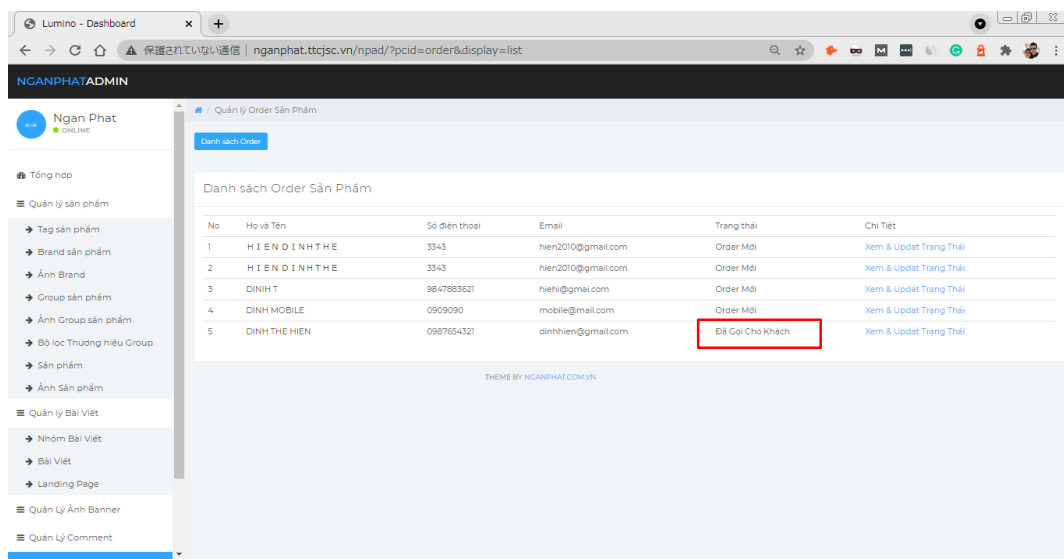 Lumino - Dashboard
保護されていない通信 | nganphat.ttcjsc.vn/npad/?pcid=order&display=list
NGANPHATADMIN
Ngan Phat
ONLINE
/ Quản lý Order Sản Phẩm
Danh sách Order
Tổng hợp
Quản lý sản phẩm
Tag sản phẩm
Brand sản phẩm
Ảnh Brand
Group sản phẩm
Ảnh Group sản phẩm
Bộ lọc Thương hiệu Group
Sản phẩm
Ảnh Sản phẩm
Quản lý Bài Viết
Nhóm Bài Viết
Bài Viết
Landing Page
Quản Lý Ảnh Banner
Quản Lý Comment
Danh sách Order Sản Phẩm
No Họ và Tên Số điện thoại Email Trạng thái Chi Tiết
1 H I E N D I N H T H E 3343 hien2010@gmail.com Order Mới Xem & Updat Trạng Thái
2 H I E N D I N H T H E 3343 hien2010@gmail.com Order Mới Xem & Updat Trạng Thái
3 DINIH T 9847883621 hiehi@gmai.com Order Mới Xem & Updat Trạng Thái
4 DINH MOBILE 0909090 mobile@mail.com Order Mới Xem & Updat Trạng Thái
5 DINH THE HIEN 0987654321 dinhhien@gmail.com Đã Gọi Cho Khách Xem & Updat Trạng Thái
THEME BY NGANPHAT.COM.VN